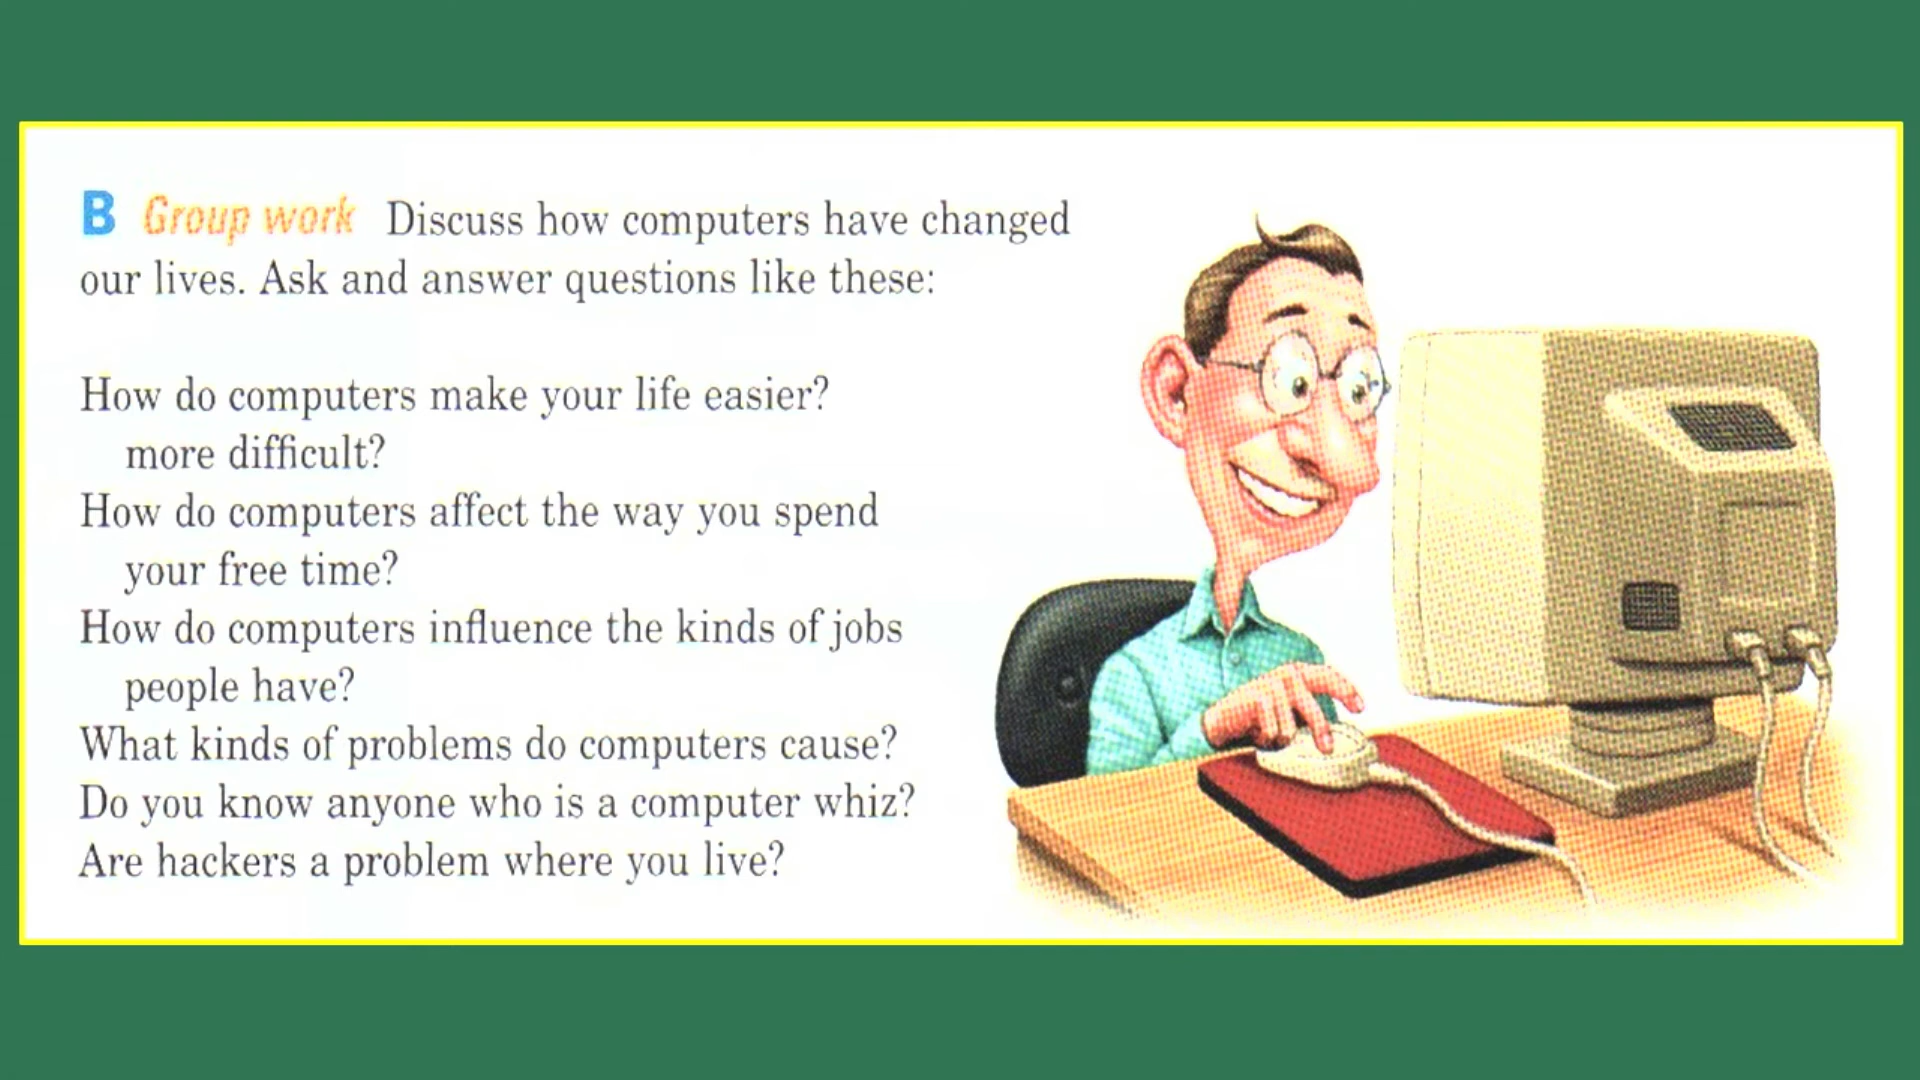 B Group work Discuss how computers have changed
our lives. Ask and answer questions like these:
How do computers make your life easier?
more difficult?
How do computers affect the way you spend
your free time?
How do computers influence the kinds of jobs
people have?
What kinds of problems do computers cause?
Do you know anyone who is a computer whiz?
Are hackers a problem where you live?